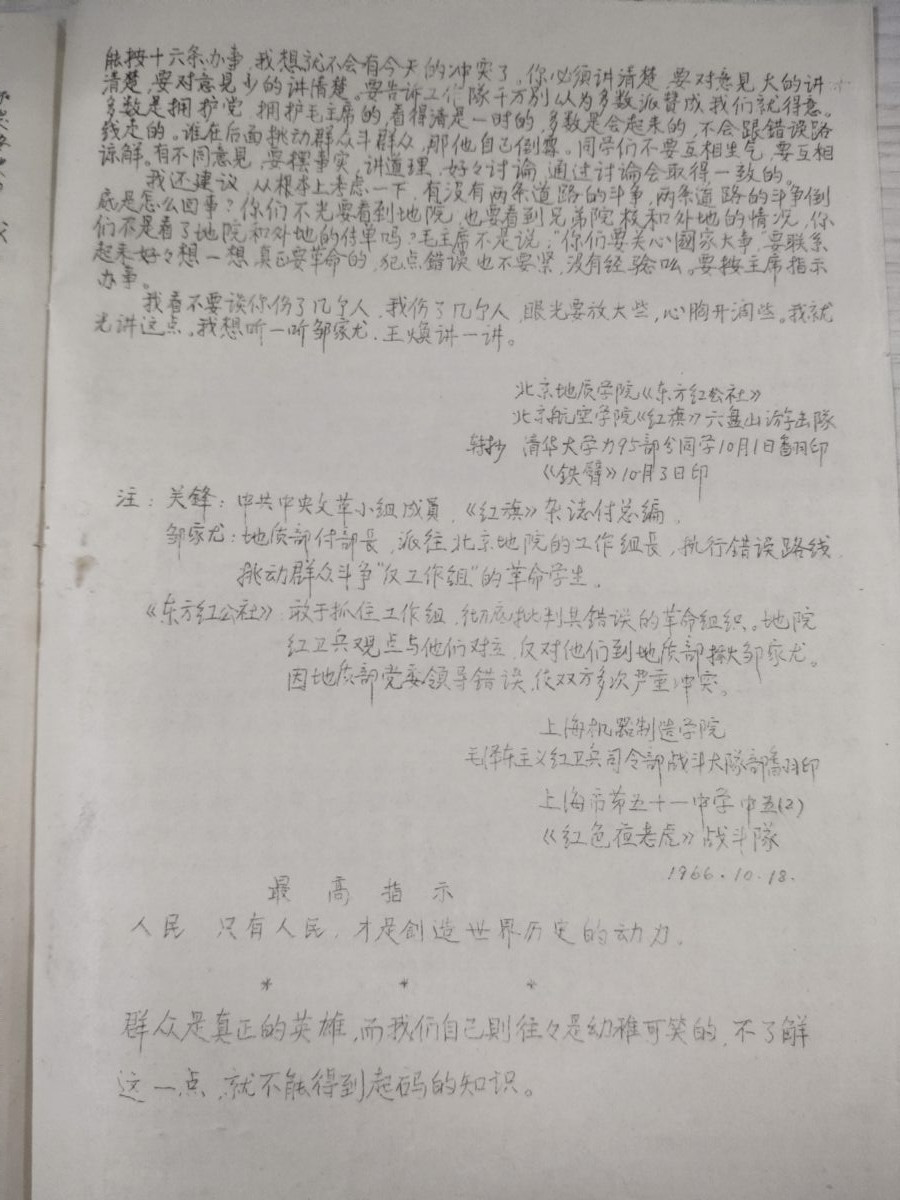 能按十六条办事,我想就不会有今天的冲突了。你必须讲清楚,要对意见大的讲
清楚,要对意见少的讲清楚。要告诉工作隊千万别认为多数派赞成我们就得意。
多数是拥护党,拥护毛主席的,看得清是一时的,多数是会起来的,不会跟错误路
线走的。谁在后面挑动群众斗群众,那他自己倒霉。同学们不要互相生气,要互相
谅解。有不同意见,要摆事实,讲道理,好々讨论,通过讨论会取得一致的。
我还建议,从根本上考虑一下,有没有两条道路的斗争,两条道路的斗争倒
底是怎么回事?你们不光要看到地院,也要看到兄弟院校和外地的情况,你
们不是看了地院和外地的传单吗?毛主席不是说:“你们要关心國家大事”要联系
起来好々想一想,真正要革命的,犯点错误也不要紧,没有经验吆。要按主席指示
办事。
我看不要谈你伤了几个人,我伤了几个人,眼光要放大些,心胸开阔些。我就
光讲这点。我想听一听邹家尤.王焕讲一讲。
北京地质学院《东方红公社》
北京航空学院《红旗》六盘山游击隊
转抄 清华大学力95部分同学10月1日翻印
《铁臂》10月3日印
注:关锋:中共中央文革小组成員,《红旗》杂誌付总编。
邹家尤:地质部付部長,派往北京地院的工作组長,执行错误路线,
挑动群众斗争“反工作组”的革命学生.
《东方红公社》:敢于抓住工作组,彻底批判其错误的革命组织。地院
红卫兵观点与他们对立,反对他们到地质部揪邹家尤。
因地质部党委领导错误,使双方多次严重冲突。
上海机器制造学院
毛泽东主义红卫兵司令部战斗大隊部翻印
上海市第五十一中学中五(2)
《红色夜老虎》战斗隊
1966.10.18.
最高指示
人民 只有人民,才是創造世界历史的动力。
* * *
群众是真正的英雄,而我们自己則往々是幼稚可笑的,不了解
这一点,就不能得到起码的知识。